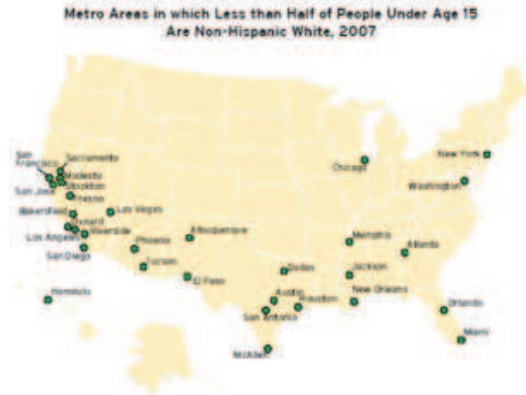 Metro Areas in which Less than Half of People Under Age 15
Are Non-Hispanic White, 2007
San
Francisco
Sacramento
Modesto
Stockton
San Jose
Fresno
Bakersfield
Las Vegas
Oxnard
Riverside
Los Angeles
San Diego
Phoenix
Tucson
Albuquerque
El Paso
Honolulu
Dallas
Austin
Houston
San Antonio
McAllen
Chicago
New York
Washington
Memphis
Atlanta
Jackson
New Orleans
Orlando
Miami